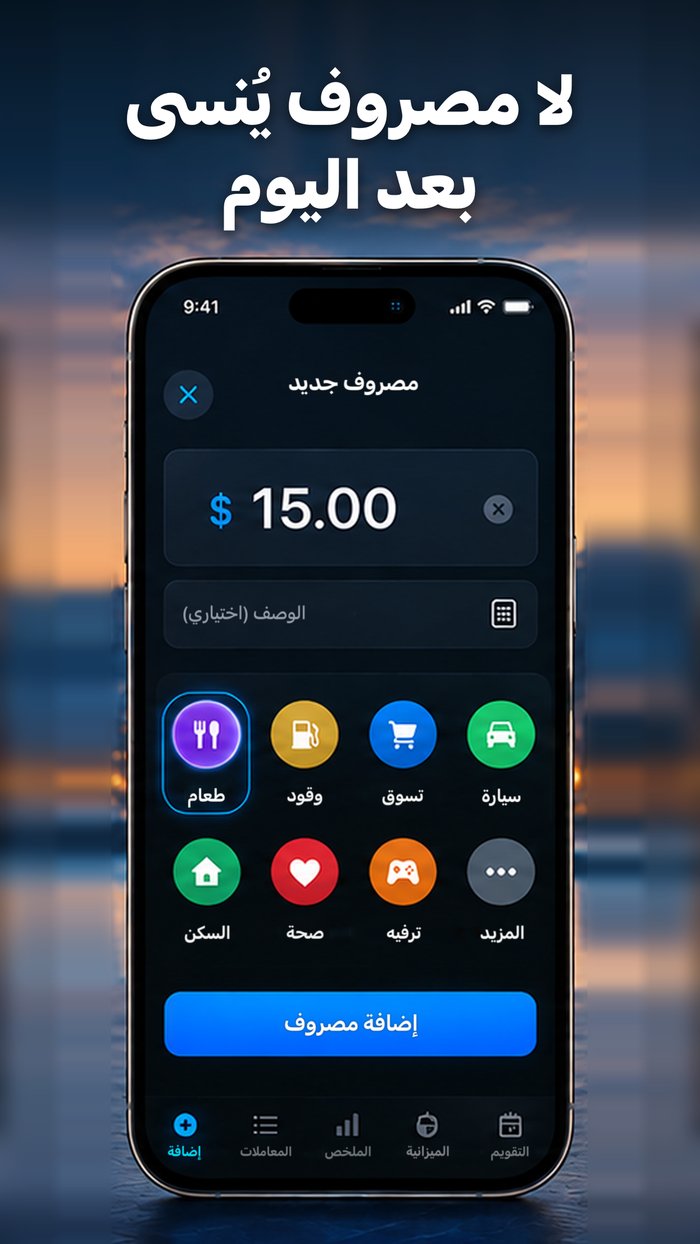 لا مصروف يُنسى
بعد اليوم
9:41
مصروف جديد
$ 15.00
الوصف (اختياري)
طعام
وقود
تسوق
سيارة
السكن
صحة
ترفيه
المزيد
إضافة مصروف
إضافة
المعاملات
الملخص
الميزانية
التقويم